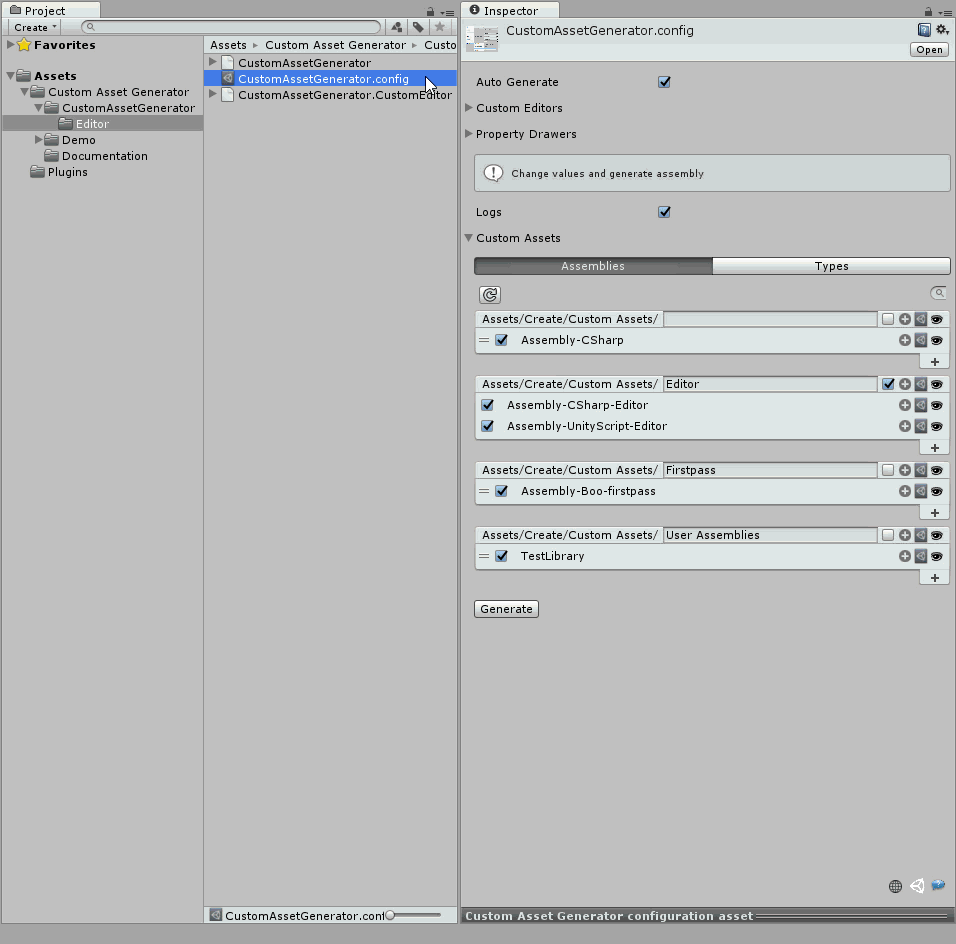 Project
Create
Favorites
Assets
Custom Asset Generator
CustomAssetGenerator
Editor
Demo
Documentation
Plugins
Assets ▸ Custom Asset Generator ▸ Custo
CustomAssetGenerator
CustomAssetGenerator.config
CustomAssetGenerator.CustomEditor
CustomAssetGenerator.conf
Inspector
CustomAssetGenerator.config
Open
Auto Generate
Custom Editors
Property Drawers
Change values and generate assembly
Logs
Custom Assets
Assemblies Types
Assets/Create/Custom Assets/
Assembly-CSharp
Assets/Create/Custom Assets/ Editor
Assembly-CSharp-Editor
Assembly-UnityScript-Editor
Assets/Create/Custom Assets/ Firstpass
Assembly-Boo-firstpass
Assets/Create/Custom Assets/ User Assemblies
TestLibrary
Generate
Custom Asset Generator configuration asset